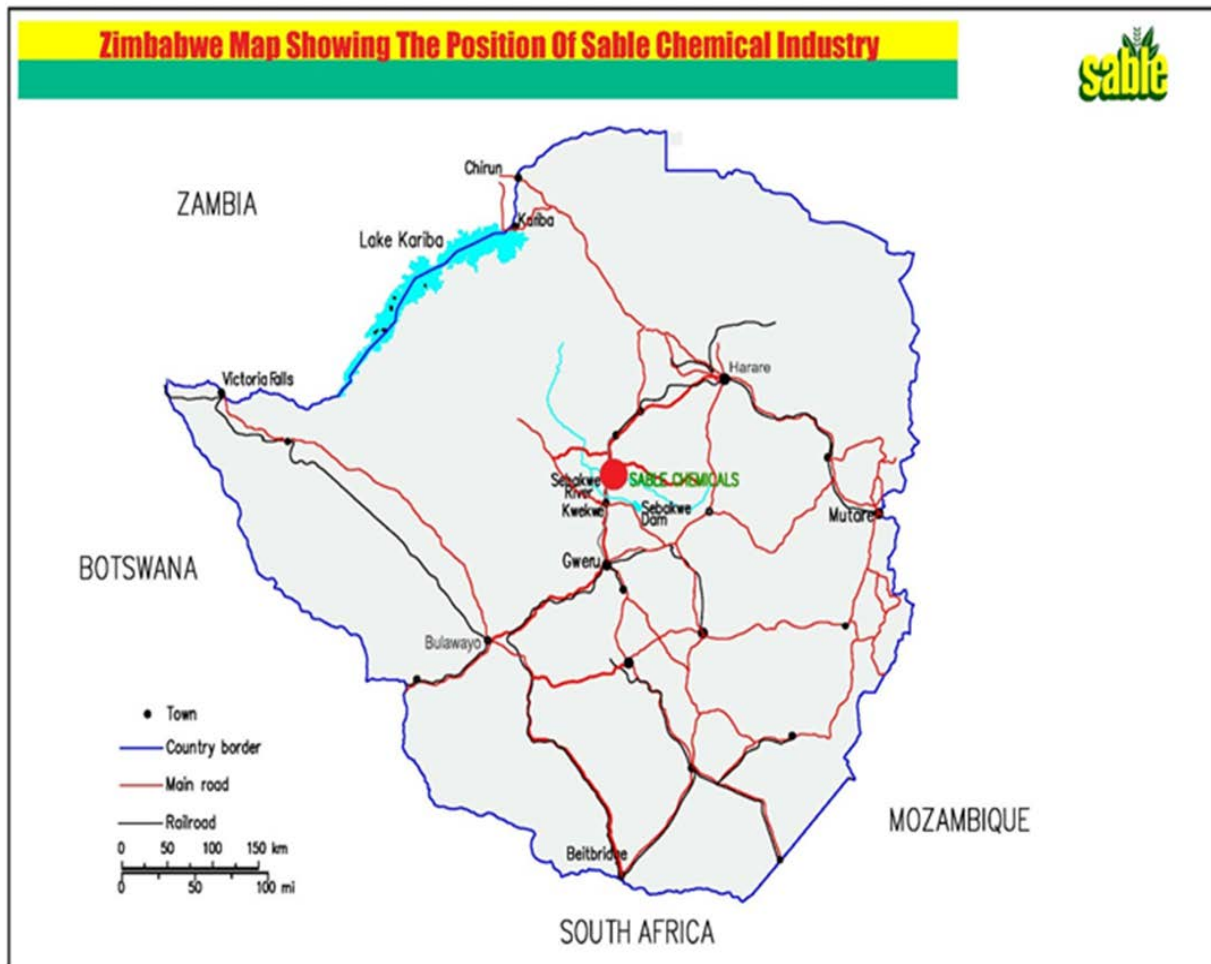 Zimbabwe Map Showing The Position Of Sable Chemical Industry
sable
Chirun
ZAMBIA
Kariba
Lake Kariba
Harare
Victoria Falls
Sebakwe
River
SABLE CHEMICALS
Kwekwe
Sebakwe
Dam
Mutare
Gweru
BOTSWANA
Bulawayo
Town
Country border
Main road
Railroad
0 50 100 150 km
0 50 100 mi
MOZAMBIQUE
Beitbridge
SOUTH AFRICA